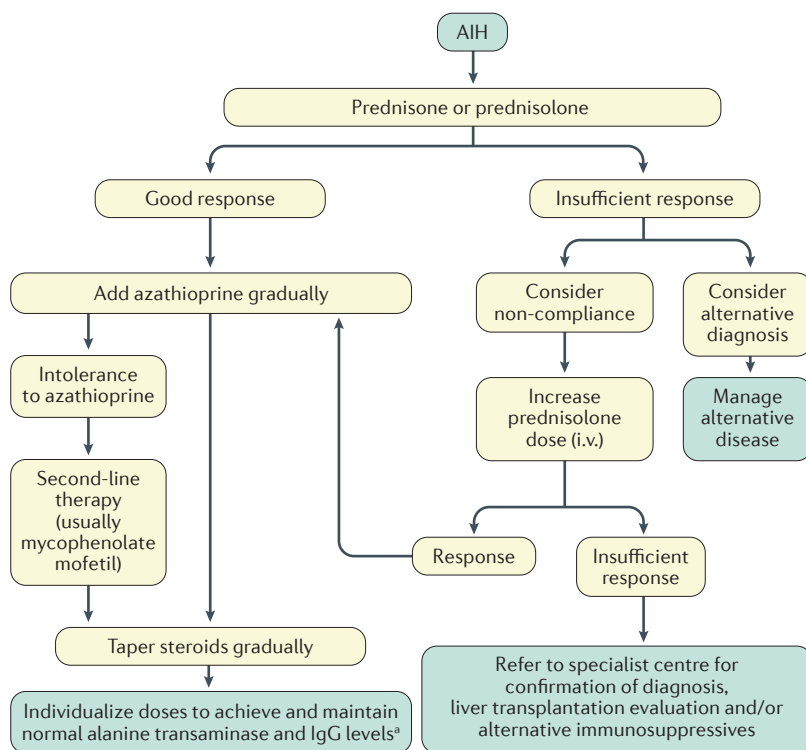 AIH
Prednisone or prednisolone
Good response
Insufficient response
Add azathioprine gradually
Consider
non-compliance
Consider
alternative
diagnosis
Intolerance
to azathioprine
Increase
prednisolone
dose (i.v.)
Manage
alternative
disease
Second-line
therapy
(usually
mycophenolate
mofetil)
Response
Insufficient
response
Taper steroids gradually
Refer to specialist centre for
confirmation of diagnosis,
liver transplantation evaluation and/or
alternative immunosuppressives
Individualize doses to achieve and maintain
normal alanine transaminase and IgG levelsᵃ